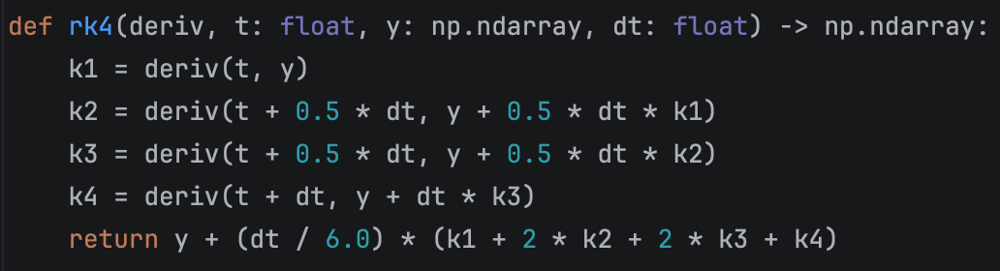 def rk4(deriv, t: float, y: np.ndarray, dt: float) -> np.ndarray:
    k1 = deriv(t, y)
    k2 = deriv(t + 0.5 * dt, y + 0.5 * dt * k1)
    k3 = deriv(t + 0.5 * dt, y + 0.5 * dt * k2)
    k4 = deriv(t + dt, y + dt * k3)
    return y + (dt / 6.0) * (k1 + 2 * k2 + 2 * k3 + k4)